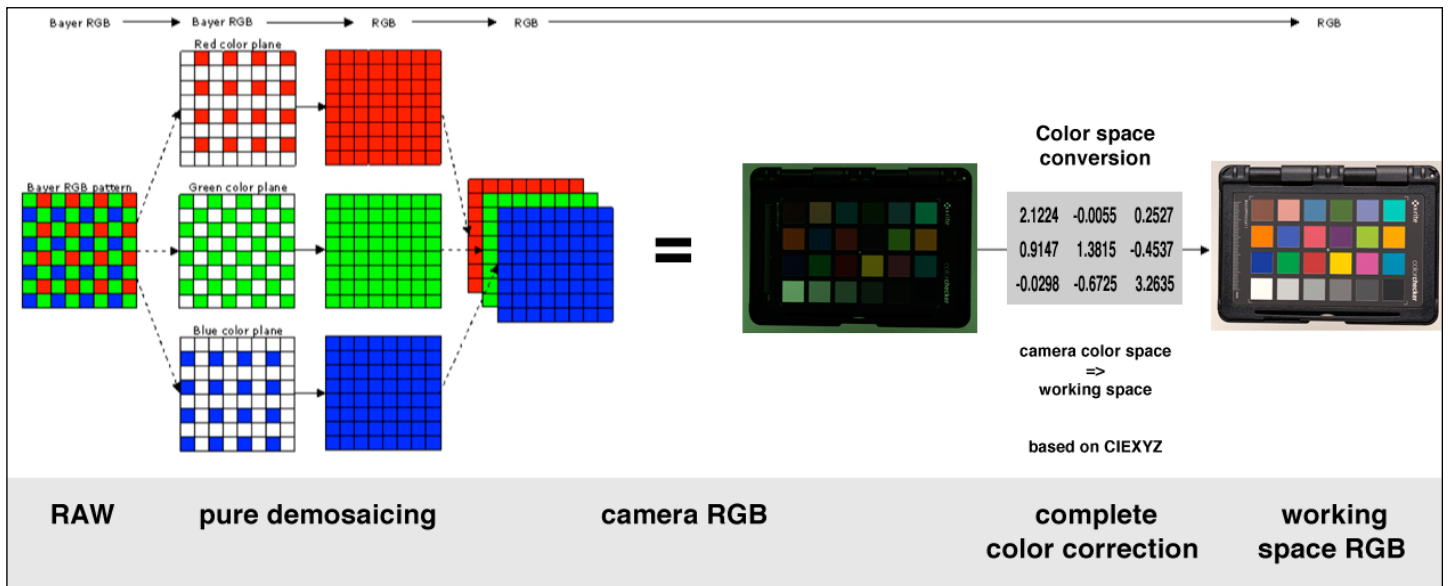 Bayer RGB
Bayer RGB
RGB
RGB
RGB
Red color plane
Bayer RGB pattern
Green color plane
Blue color plane
=
Color space
conversion
2.1224 -0.0055 0.2527
0.9147 1.3815 -0.4537
-0.0298 -0.6725 3.2635
camera color space
=>
working space
based on CIEXYZ
x-rite
colorchecker
RAW
pure demosaicing
camera RGB
complete
color correction
working
space RGB